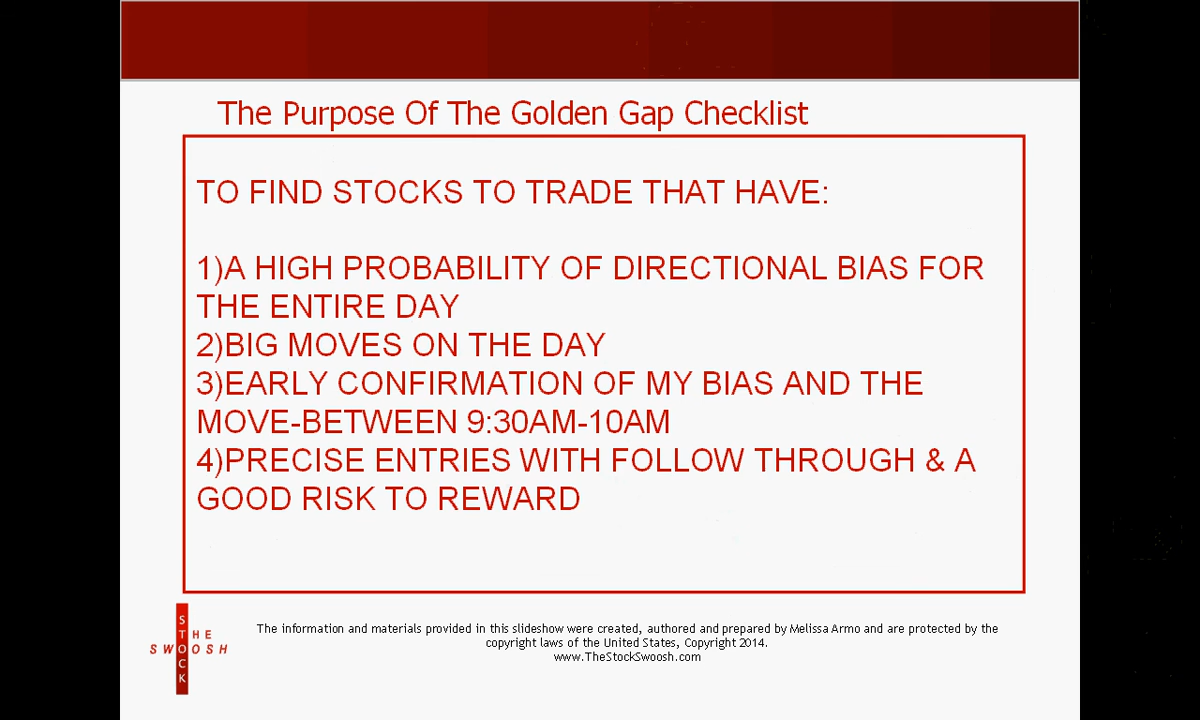 The Purpose Of The Golden Gap Checklist
TO FIND STOCKS TO TRADE THAT HAVE:
1)A HIGH PROBABILITY OF DIRECTIONAL BIAS FOR
THE ENTIRE DAY
2)BIG MOVES ON THE DAY
3)EARLY CONFIRMATION OF MY BIAS AND THE
MOVE-BETWEEN 9:30AM-10AM
4)PRECISE ENTRIES WITH FOLLOW THROUGH & A
GOOD RISK TO REWARD
THE
STOCK
SWOOSH
The information and materials provided in this slideshow were created, authored and prepared by Melissa Armo and are protected by the
copyright laws of the United States, Copyright 2014.
www.TheStockSwoosh.com